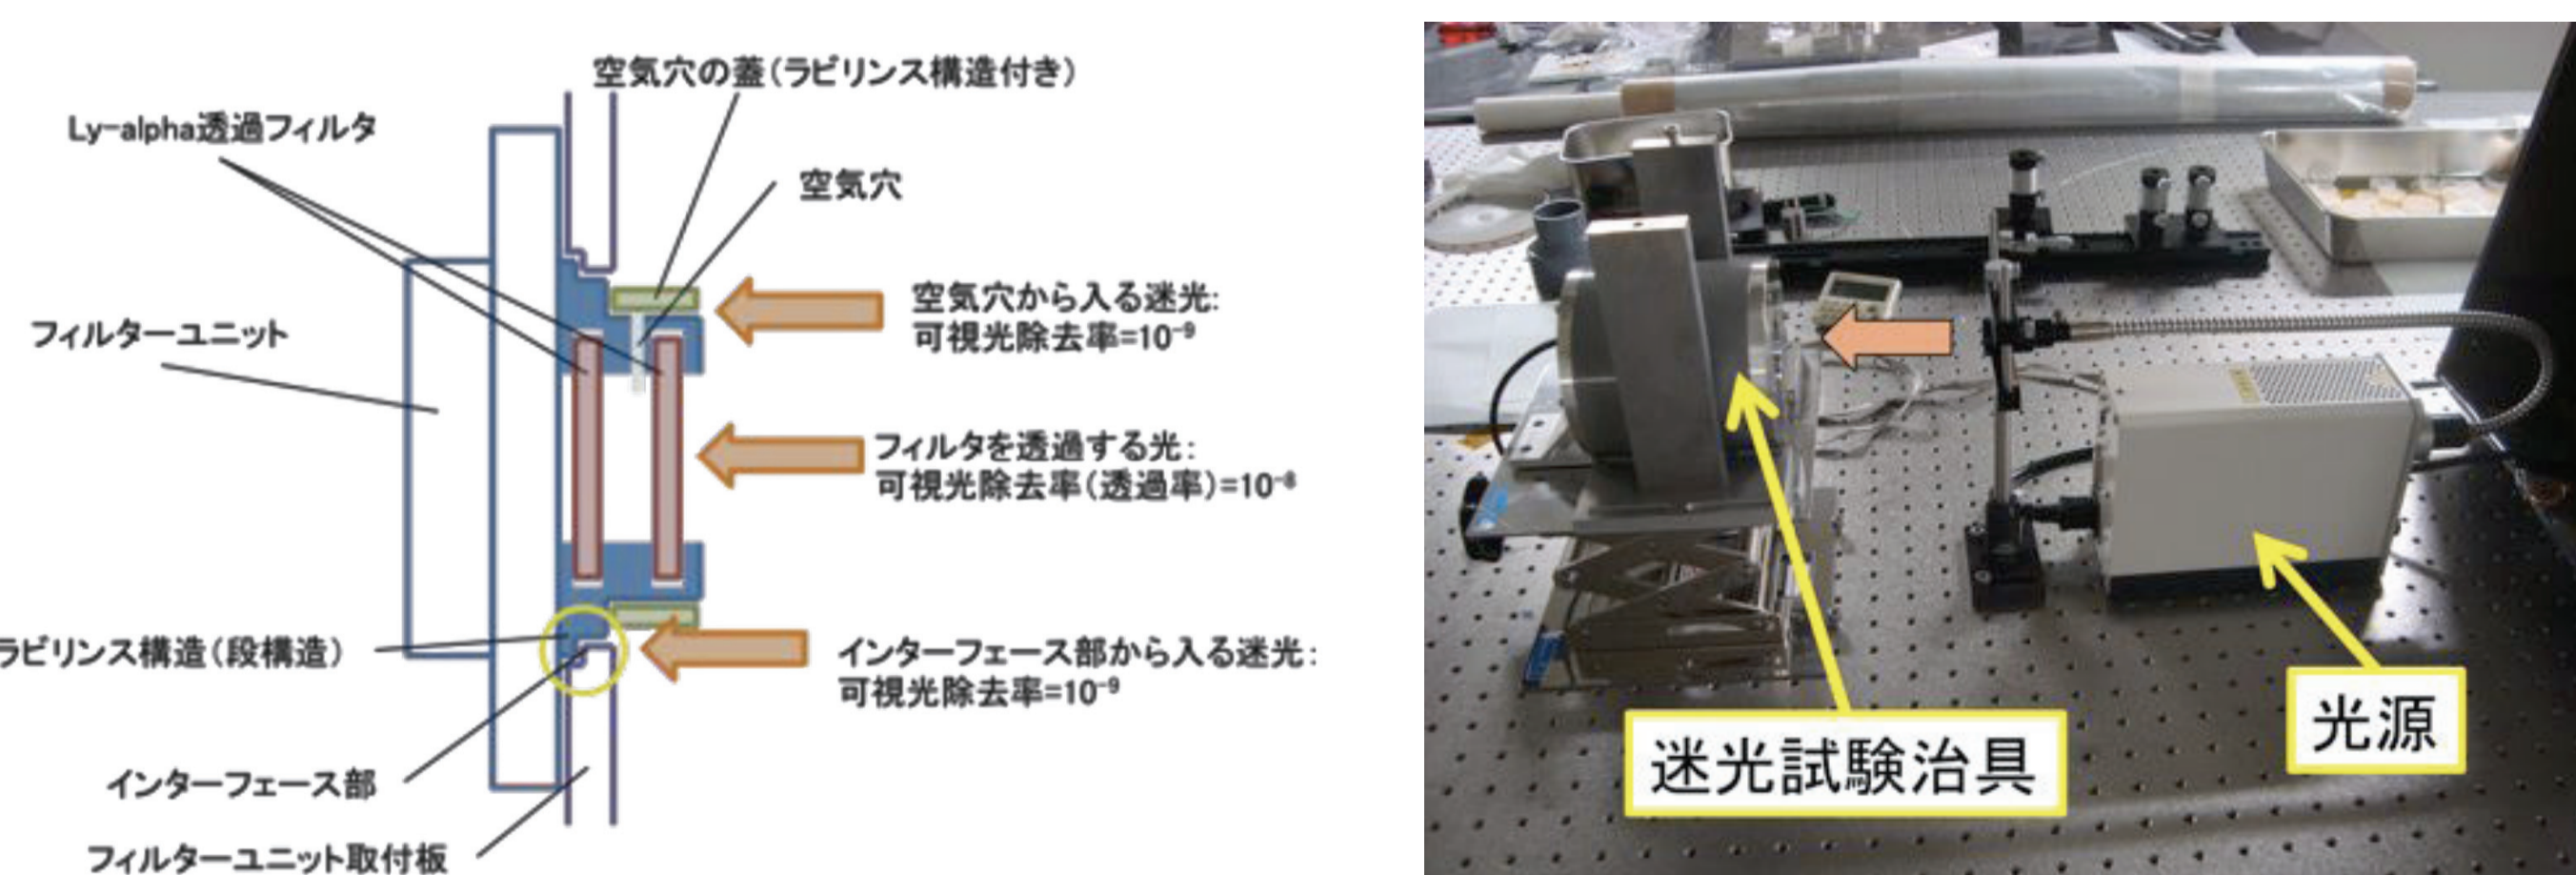 空気穴の蓋(ラビリンス構造付き)
Ly-alpha透過フィルタ
空気穴
空気穴から入る迷光:
可視光除去率=10⁻⁹
フィルターユニット
フィルタを透過する光:
可視光除去率(透過率)=10⁻⁸
ラビリンス構造(段構造)
インターフェース部から入る迷光:
可視光除去率=10⁻⁹
インターフェース部
フィルターユニット取付板
迷光試験治具
光源